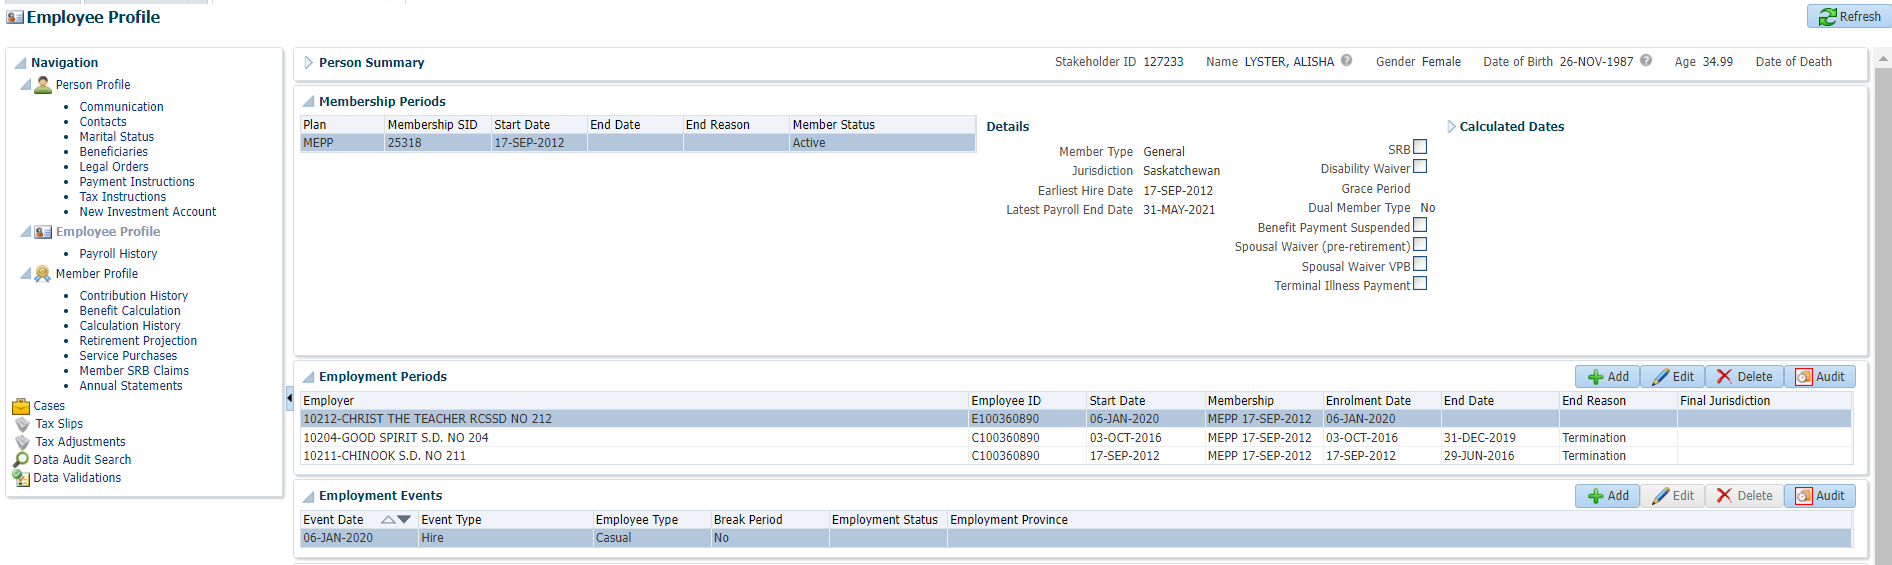 Employee Profile
Refresh
Navigation
Person Profile
Communication
Contacts
Marital Status
Beneficiaries
Legal Orders
Payment Instructions
Tax Instructions
New Investment Account
Employee Profile
Payroll History
Member Profile
Contribution History
Benefit Calculation
Calculation History
Retirement Projection
Service Purchases
Member SRB Claims
Annual Statements
Cases
Tax Slips
Tax Adjustments
Data Audit Search
Data Validations
Person Summary Stakeholder ID 127233 Name LYSTER, ALISHA Gender Female Date of Birth 26-NOV-1987 Age 34.99 Date of Death
Membership Periods
Plan Membership SID Start Date End Date End Reason Member Status
MEPP 25318 17-SEP-2012 Active
Details
Member Type General
Jurisdiction Saskatchewan
Earliest Hire Date 17-SEP-2012
Latest Payroll End Date 31-MAY-2021
SRB
Disability Waiver
Grace Period
Dual Member Type No
Benefit Payment Suspended
Spousal Waiver (pre-retirement)
Spousal Waiver VPB
Terminal Illness Payment
Calculated Dates
Employment Periods Add Edit Delete Audit
Employer Employee ID Start Date Membership Enrolment Date End Date End Reason Final Jurisdiction
10212-CHRIST THE TEACHER RCSSD NO 212 E100360890 06-JAN-2020 MEPP 17-SEP-2012 06-JAN-2020
10204-GOOD SPIRIT S.D. NO 204 C100360890 03-OCT-2016 MEPP 17-SEP-2012 03-OCT-2016 31-DEC-2019 Termination
10211-CHINOOK S.D. NO 211 C100360890 17-SEP-2012 MEPP 17-SEP-2012 17-SEP-2012 29-JUN-2016 Termination
Employment Events Add Edit Delete Audit
Event Date Event Type Employee Type Break Period Employment Status Employment Province
06-JAN-2020 Hire Casual No